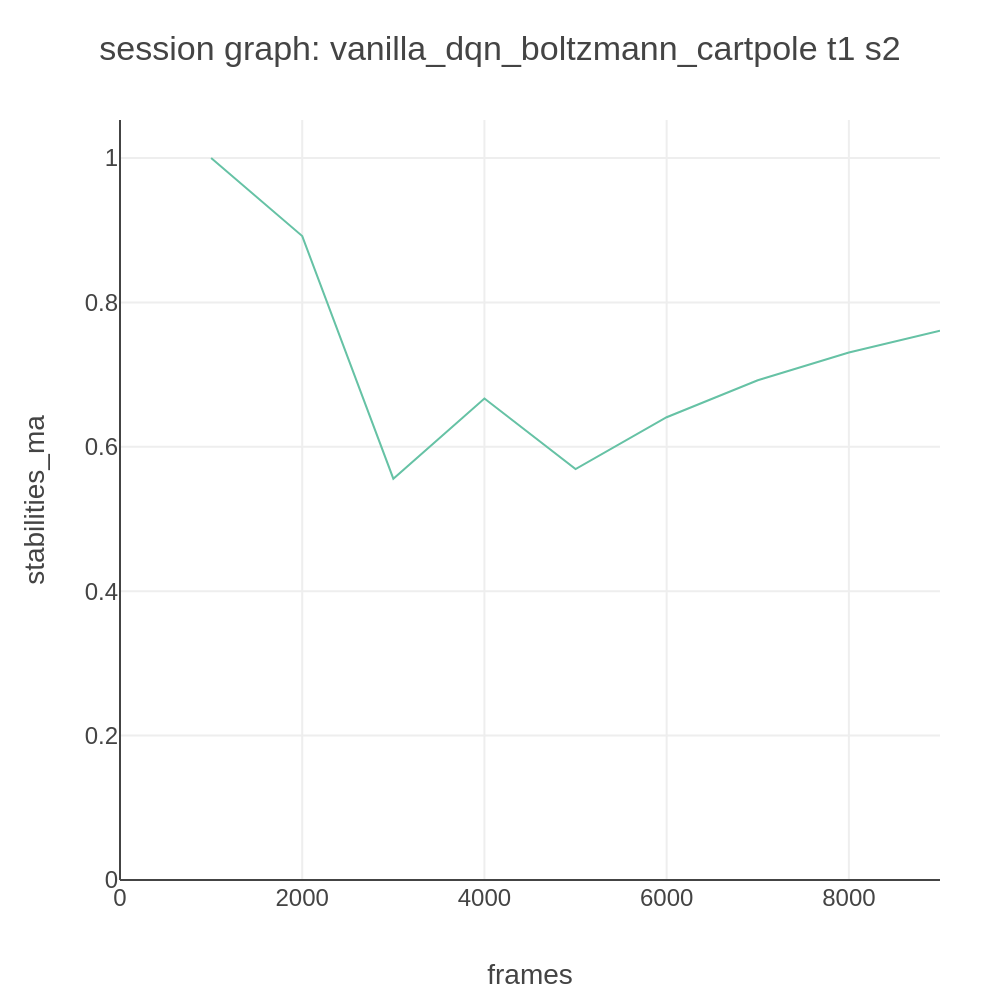 session graph: vanilla_dqn_boltzmann_cartpole t1 s2
1
0.8
0.6
0.4
0.2
0
stabilities_ma
0 2000 4000 6000 8000
frames